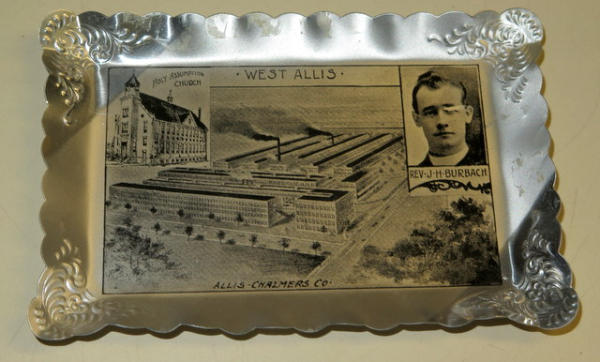 · WEST ALLIS ·
HOLY ASSUMPTION
CHURCH
REV·J·H·BURBACH
ALLIS-CHALMERS CO·